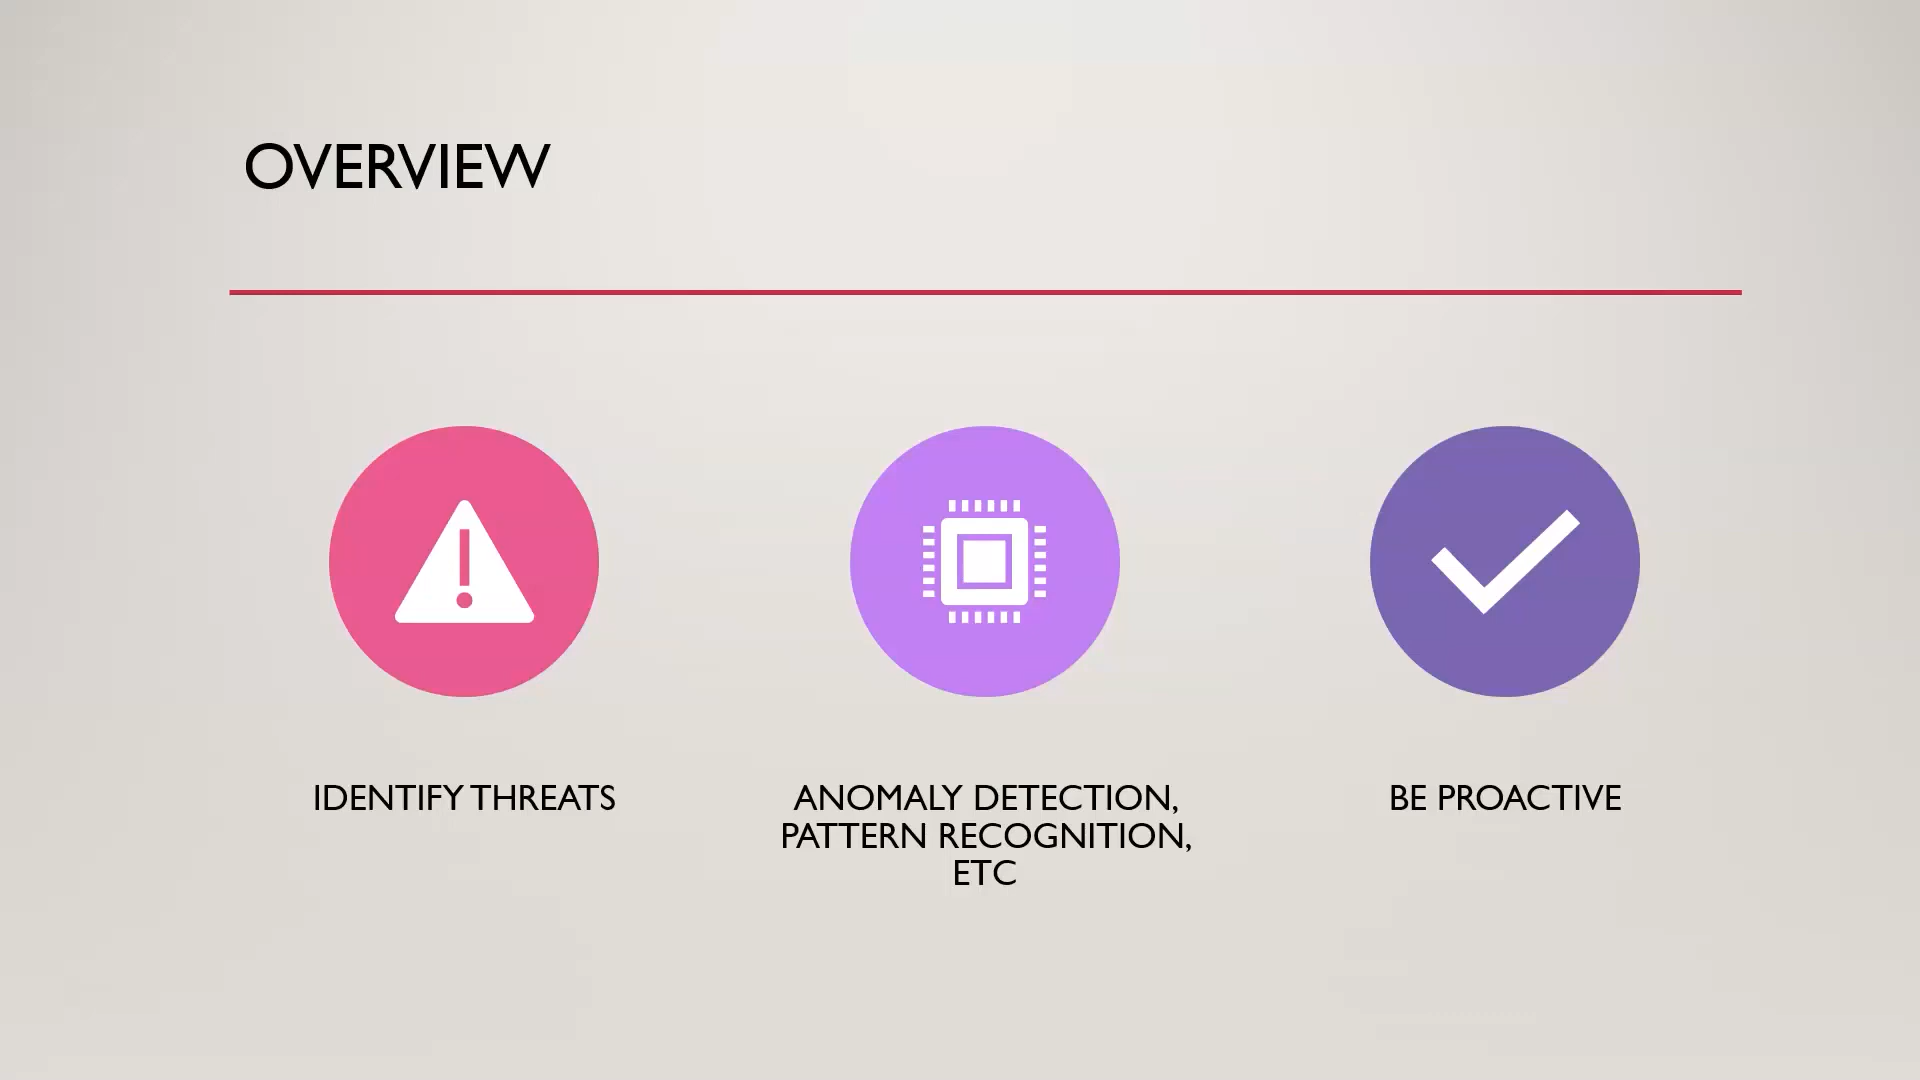 OVERVIEW
IDENTIFY THREATS
ANOMALY DETECTION,
PATTERN RECOGNITION,
ETC
BE PROACTIVE